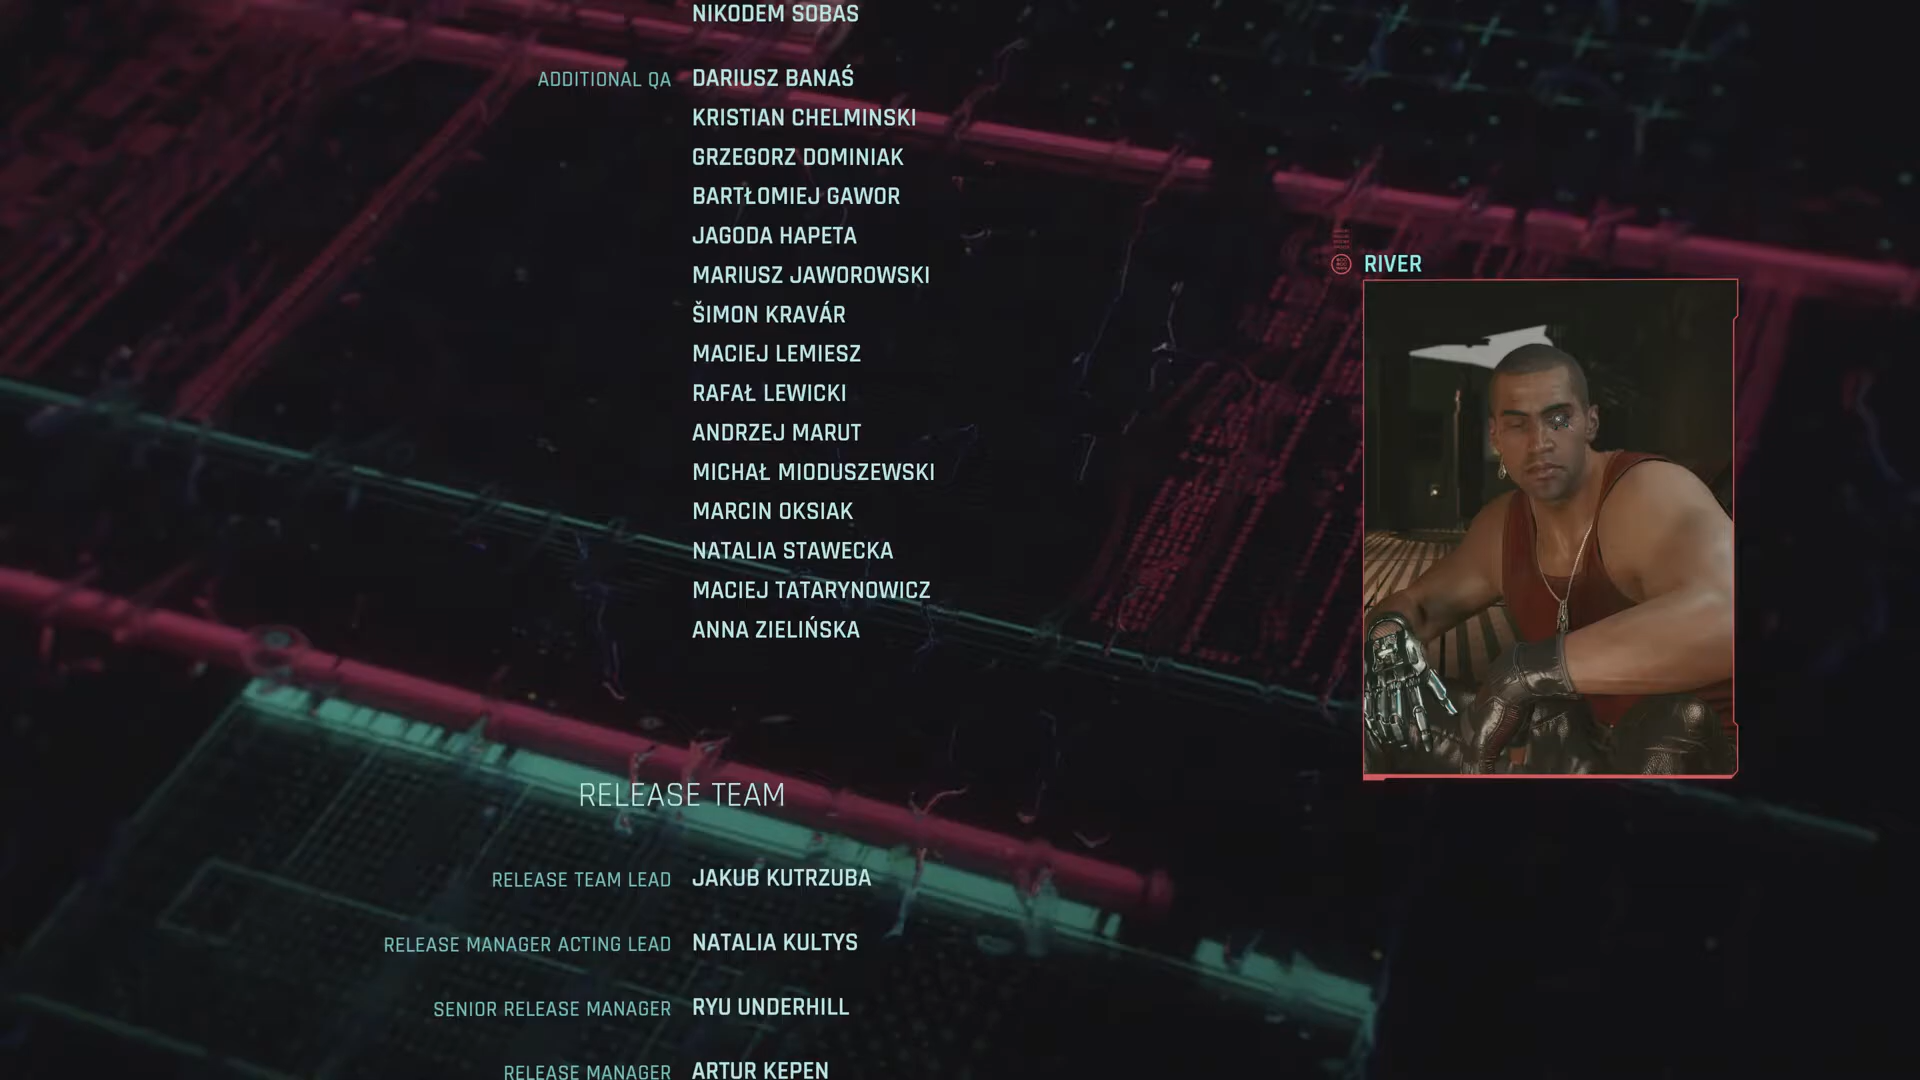 NIKODEM SOBAS
ADDITIONAL QA DARIUSZ BANAŚ
KRISTIAN CHELMINSKI
GRZEGORZ DOMINIAK
BARTŁOMIEJ GAWOR
JAGODA HAPETA
MARIUSZ JAWOROWSKI
ŠIMON KRAVÁR
MACIEJ LEMIESZ
RAFAŁ LEWICKI
ANDRZEJ MARUT
MICHAŁ MIODUSZEWSKI
MARCIN OKSIAK
NATALIA STAWECKA
MACIEJ TATARYNOWICZ
ANNA ZIELIŃSKA
RELEASE TEAM
RELEASE TEAM LEAD JAKUB KUTRZUBA
RELEASE MANAGER ACTING LEAD NATALIA KULTYS
SENIOR RELEASE MANAGER RYU UNDERHILL
RELEASE MANAGER ARTUR KEPEN
RIVER